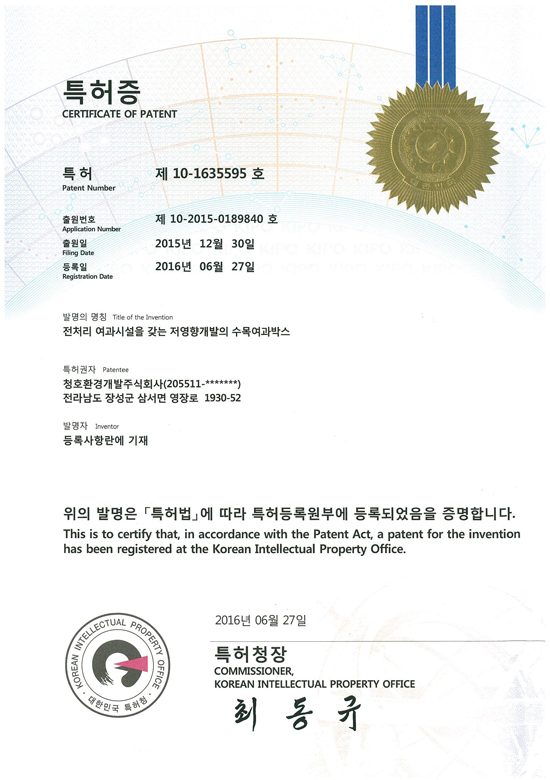 특허증
CERTIFICATE OF PATENT
특허 제 10-1635595 호
Patent Number
출원번호 제 10-2015-0189840 호
Application Number
출원일 2015년 12월 30일
Filing Date
등록일 2016년 06월 27일
Registration Date
발명의 명칭 Title of the Invention
전처리 여과시설을 갖는 저영향개발의 수목여과박스
특허권자 Patentee
청호환경개발주식회사(205511-*******)
전라남도 장성군 삼서면 영장로 1930-52
발명자 Inventor
등록사항란에 기재
위의 발명은 「특허법」에 따라 특허등록원부에 등록되었음을 증명합니다.
This is to certify that, in accordance with the Patent Act, a patent for the invention
has been registered at the Korean Intellectual Property Office.
2016년 06월 27일
특허청장
COMMISSIONER,
KOREAN INTELLECTUAL PROPERTY OFFICE
최동규
KOREAN INTELLECTUAL PROPERTY OFFICE
대한민국 특허청